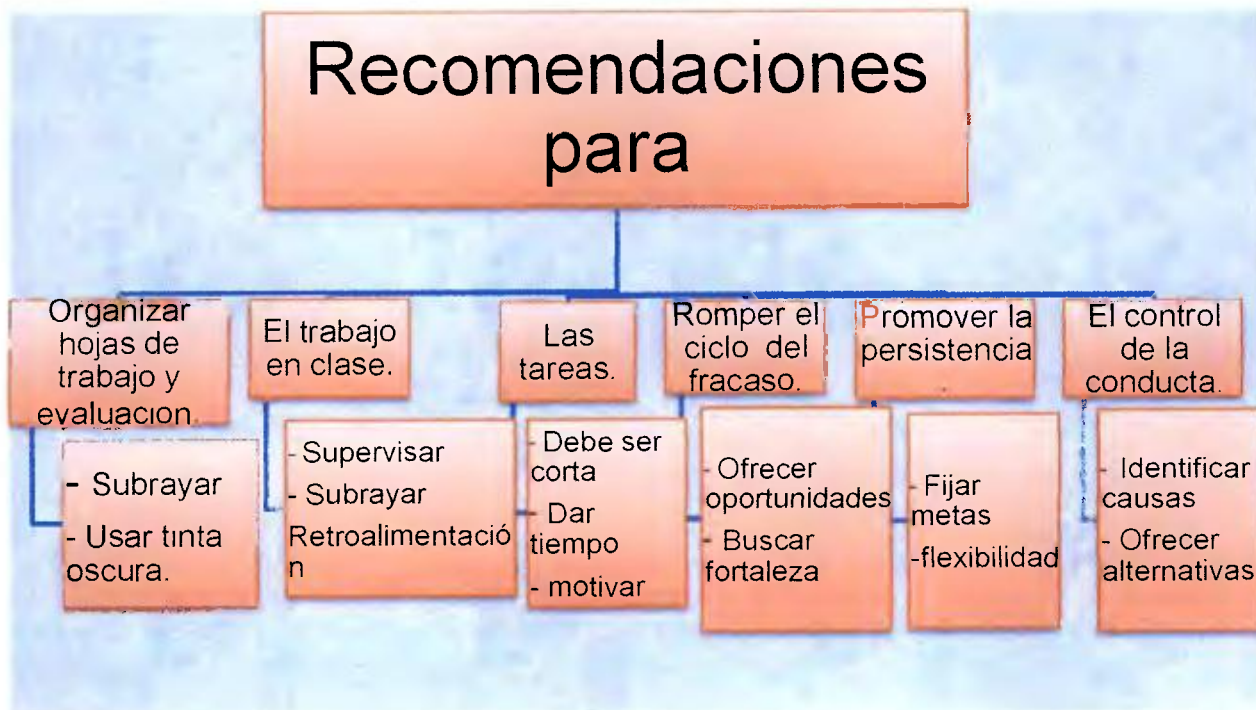 Recomendaciones
para
Organizar
hojas de
trabajo y
evaluacion.
- Subrayar
- Usar tinta
oscura.
El trabajo
en clase.
- Supervisar
- Subrayar
Retroalimentació
n
Las
tareas.
- Debe ser
corta
- Dar
tiempo
- motivar
Romper el
ciclo del
fracaso.
- Ofrecer
oportunidades
- Buscar
fortaleza
Promover la
persistencia
.
- Fijar
metas
-flexibilidad
El control
de la
conducta.
- Identificar
causas
- Ofrecer
alternativas